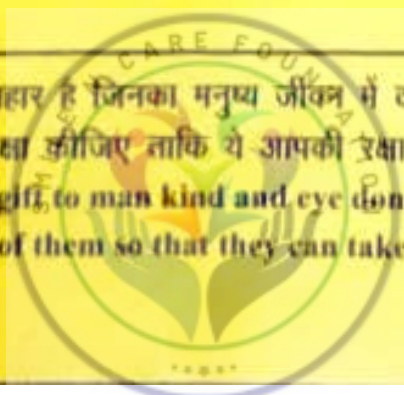 CARE FOUNDATION
हार है जिनका मनुष्य जीवन में
क्षा कीजिए ताकि ये आपकी रक्षा
gift to man kind and eye don
of them so that they can take